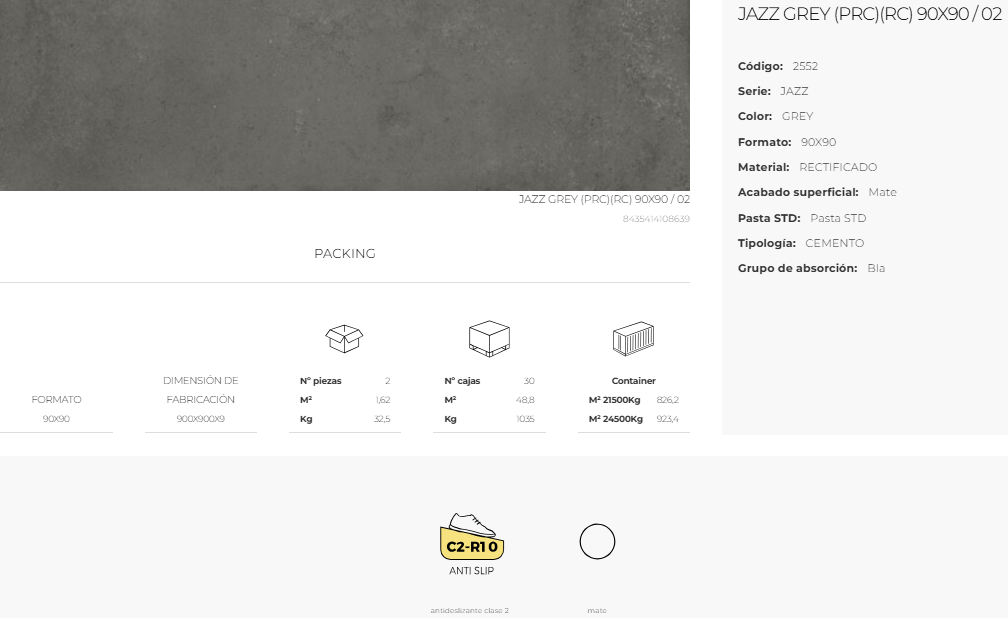 JAZZ GREY (PRC)(RC) 90X90 / 02
Código: 2552
Serie: JAZZ
Color: GREY
Formato: 90X90
Material: RECTIFICADO
Acabado superficial: Mate
Pasta STD: Pasta STD
Tipología: CEMENTO
Grupo de absorción: BIa
JAZZ GREY (PRC)(RC) 90X90 / 02
8435414108639
PACKING
FORMATO
90X90
DIMENSIÓN DE
FABRICACIÓN
900X900X9
Nº piezas 2
M² 1,62
Kg 32,5
Nº cajas 30
M² 48,8
Kg 1035
Container
M² 21500Kg 826,2
M² 24500Kg 923,4
C2-R10
ANTI SLIP
antideslizante clase 2
mate